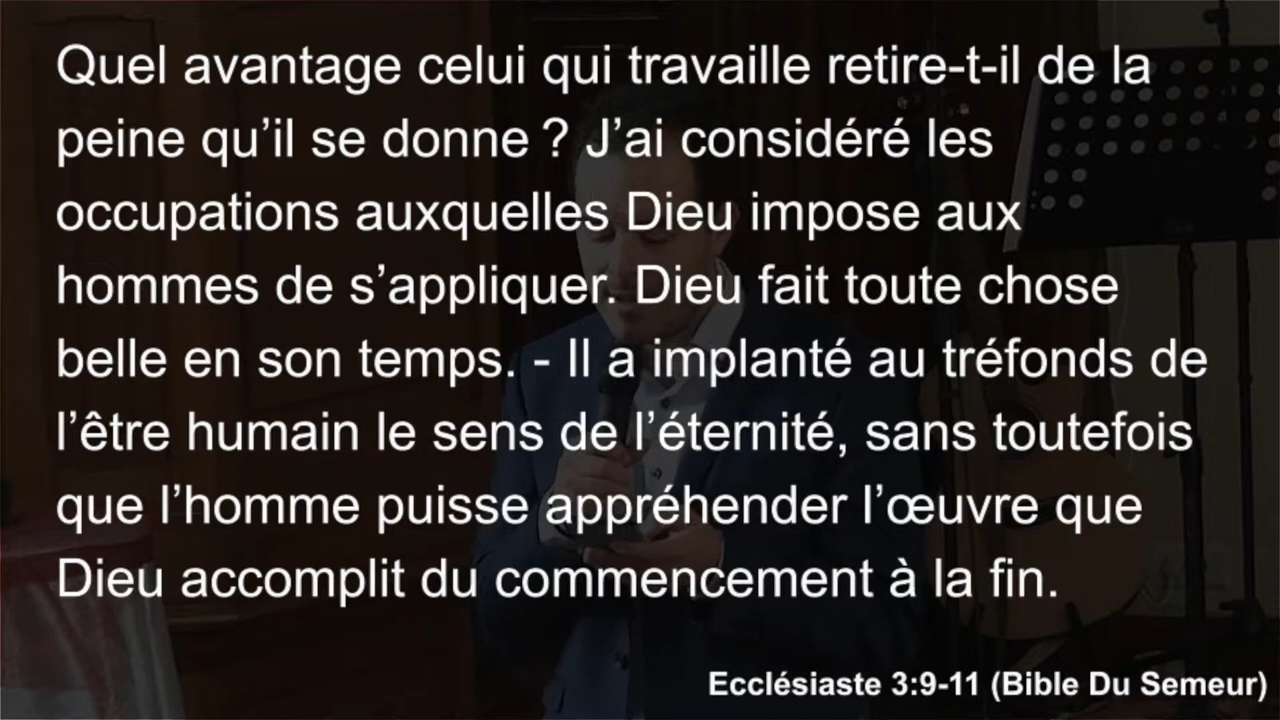 Quel avantage celui qui travaille retire-t-il de la
peine qu’il se donne ? J’ai considéré les
occupations auxquelles Dieu impose aux
hommes de s’appliquer. Dieu fait toute chose
belle en son temps. - Il a implanté au tréfonds de
l’être humain le sens de l’éternité, sans toutefois
que l’homme puisse appréhender l’œuvre que
Dieu accomplit du commencement à la fin.
Ecclésiaste 3:9-11 (Bible Du Semeur)